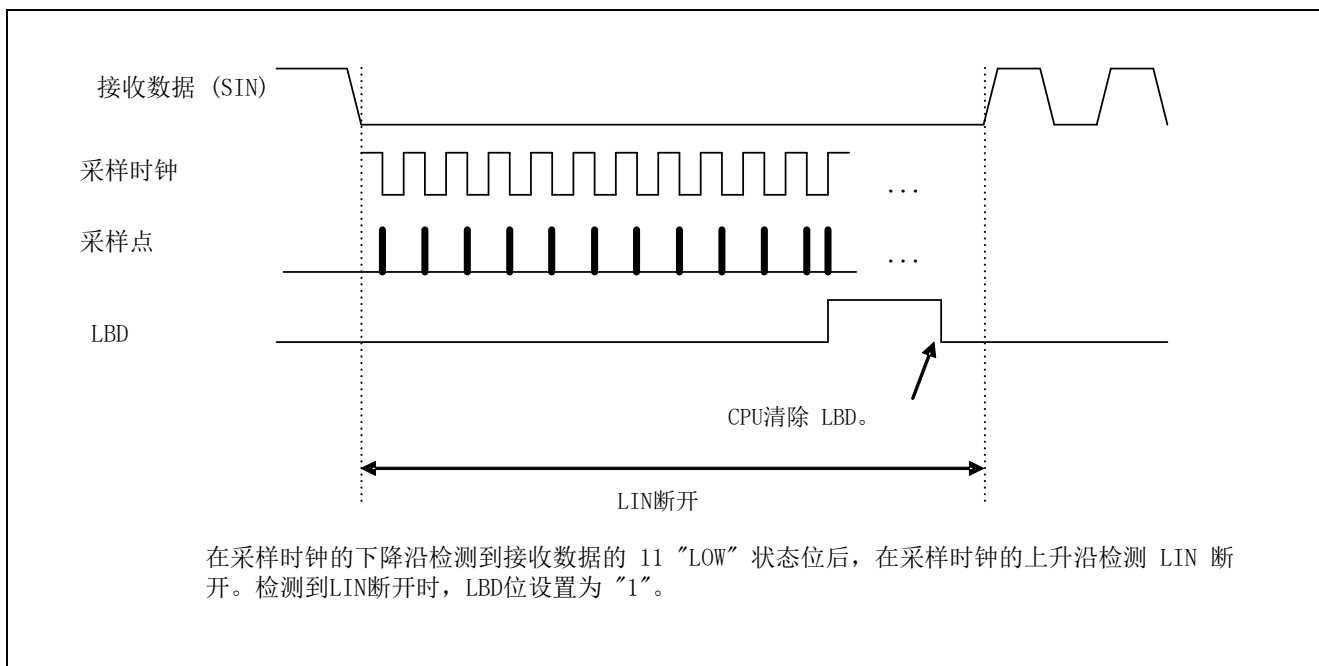 接收数据 (SIN)
采样时钟
...
采样点
...
LBD
CPU清除 LBD。
LIN断开
在采样时钟的下降沿检测到接收数据的 11 "LOW" 状态位后，在采样时钟的上升沿检测 LIN 断
开。检测到LIN断开时，LBD位设置为 "1"。